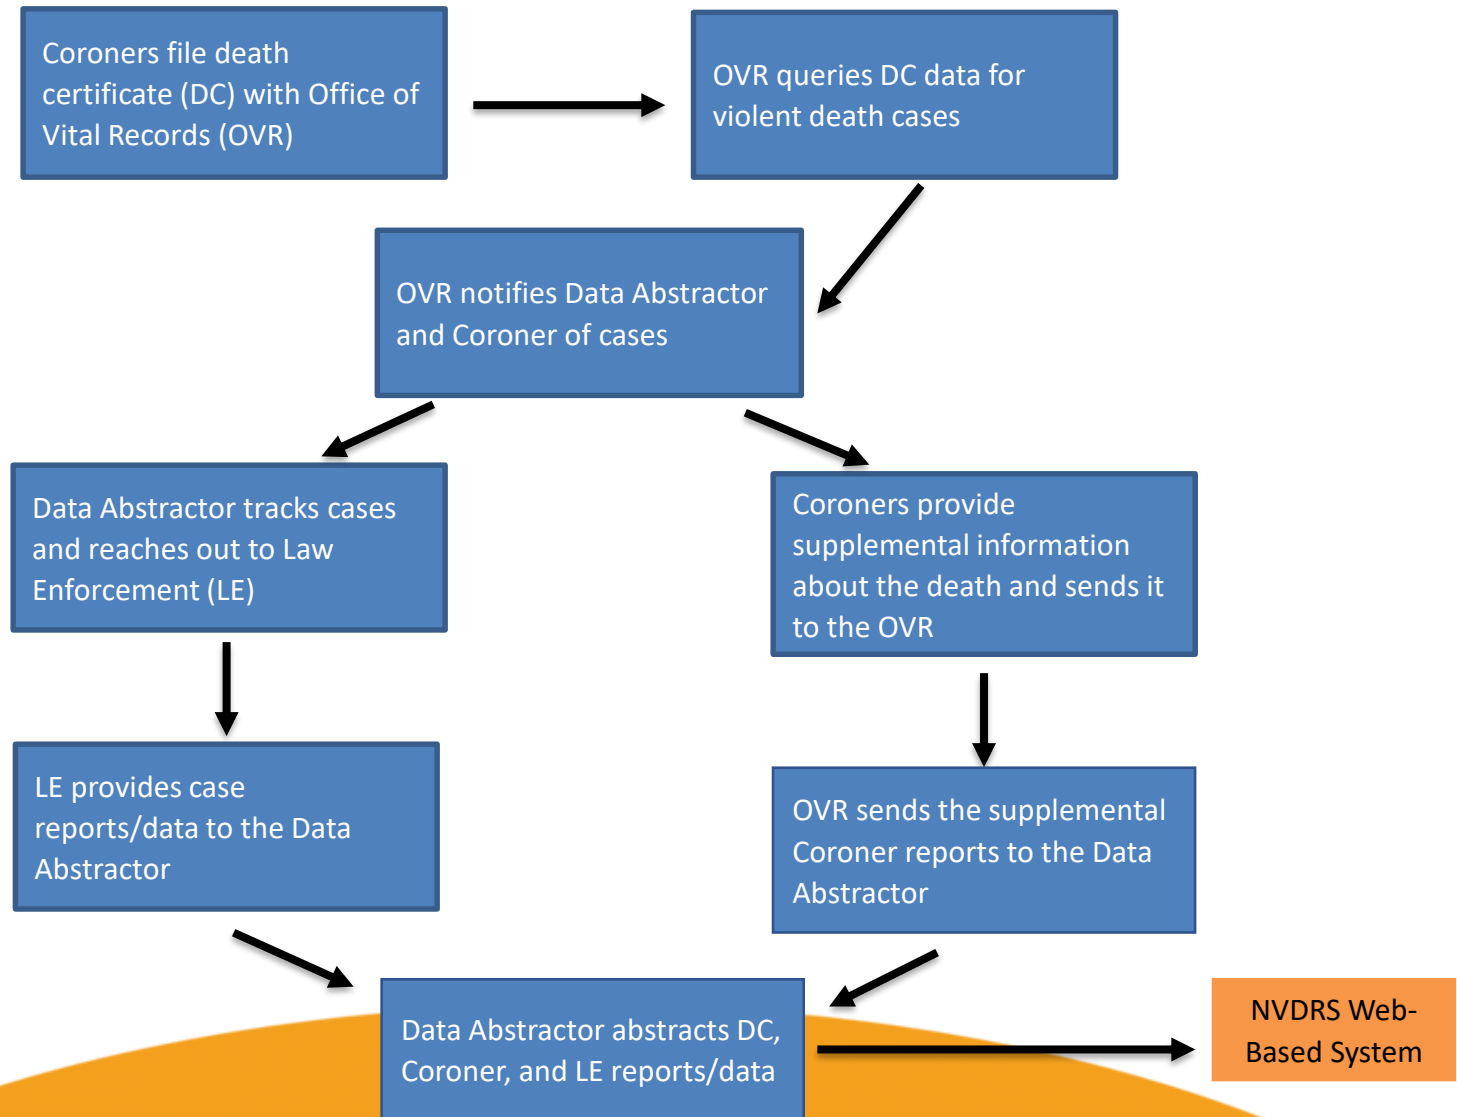 Coroners file death
certificate (DC) with Office of
Vital Records (OVR)
OVR queries DC data for
violent death cases
OVR notifies Data Abstractor
and Coroner of cases
Data Abstractor tracks cases
and reaches out to Law
Enforcement (LE)
Coroners provide
supplemental information
about the death and sends it
to the OVR
LE provides case
reports/data to the Data
Abstractor
OVR sends the supplemental
Coroner reports to the Data
Abstractor
Data Abstractor abstracts DC,
Coroner, and LE reports/data
NVDRS Web-
Based System